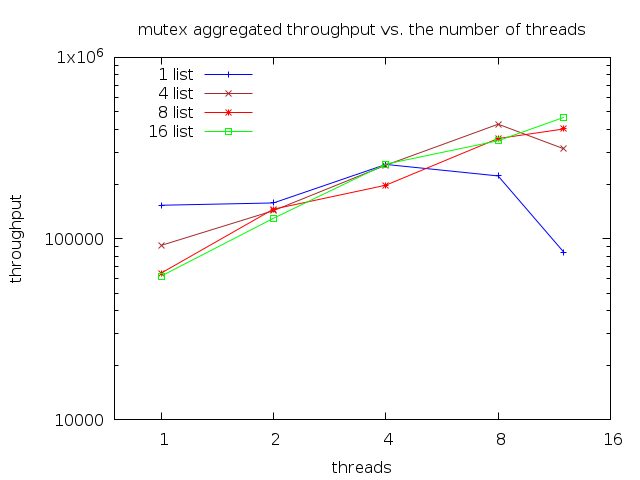 mutex aggregated throughput vs. the number of threads
1x10^6
1 list
4 list
8 list
16 list
throughput
100000
10000
1 2 4 8 16
threads